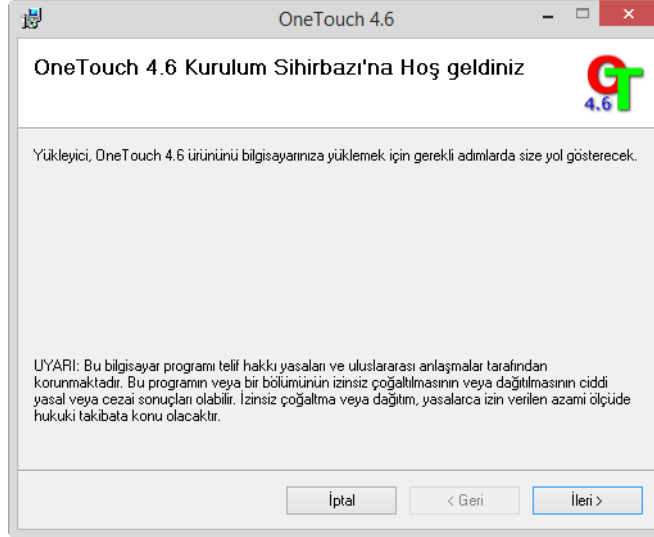 OneTouch 4.6
OneTouch 4.6 Kurulum Sihirbazı'na Hoş geldiniz
OT
4.6
Yükleyici, OneTouch 4.6 ürününü bilgisayarınıza yüklemek için gerekli adımlarda size yol gösterecek.
UYARI: Bu bilgisayar programı telif hakkı yasaları ve uluslararası anlaşmalar tarafından
korunmaktadır. Bu programın veya bir bölümünün izinsiz çoğaltılmasının veya dağıtılmasının ciddi
yasal veya cezai sonuçları olabilir. İzinsiz çoğaltma veya dağıtım, yasalarca izin verilen azami ölçüde
hukuki takibata konu olacaktır.
İptal
< Geri
İleri >